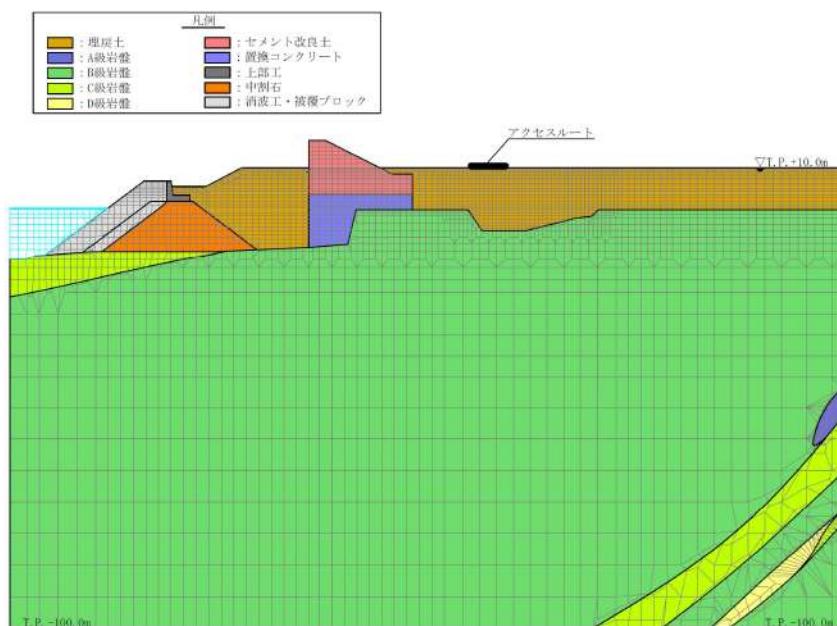 凡例
：埋戻土
：A級岩盤
：B級岩盤
：C級岩盤
：D級岩盤
：セメント改良土
：置換コンクリート
：上部工
：中割石
：消波工・被覆ブロック
アクセスルート
▽T.P.+10.0m
T.P.-100.0m
T.P.-100.0m